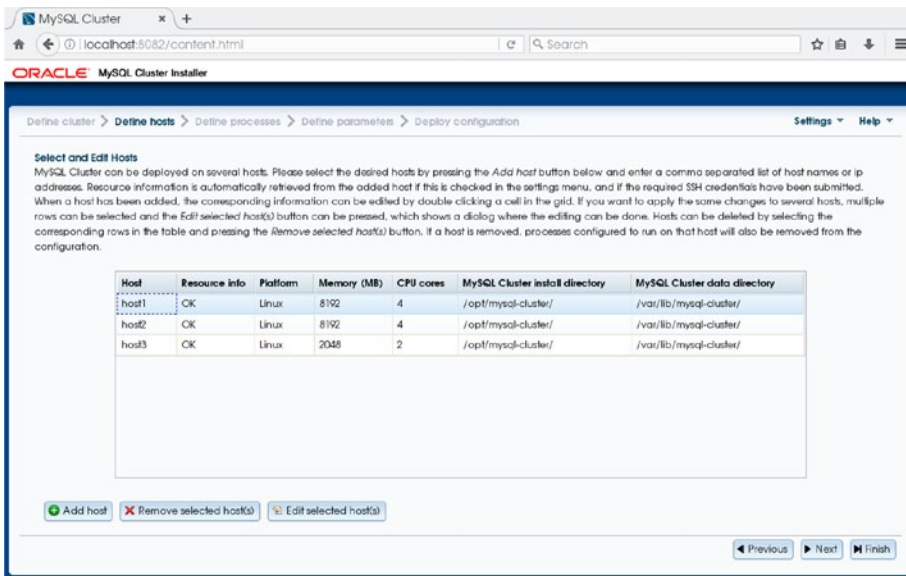 MySQL Cluster
localhost:8082/content.html
Search
ORACLE MySQL Cluster Installer
Define cluster Define hosts Define processes Define parameters Deploy configuration Settings Help
Select and Edit Hosts
MySQL Cluster can be deployed on several hosts. Please select the desired hosts by pressing the Add host button below and enter a comma separated list of host names or ip
addresses. Resource information is automatically retrieved from the added host if this is checked in the settings menu, and if the required SSH credentials have been submitted.
When a host has been added, the corresponding information can be edited by double clicking a cell in the grid. If you want to apply the same changes to several hosts, multiple
rows can be selected and the Edit selected host(s) button can be pressed, which shows a dialog where the editing can be done. Hosts can be deleted by selecting the
corresponding rows in the table and pressing the Remove selected host(s) button. If a host is removed, processes configured to run on that host will also be removed from the
configuration.
Host Resource info Platform Memory (MB) CPU cores MySQL Cluster install directory MySQL Cluster data directory
host1 OK Linux 8192 4 /opt/mysql-cluster/ /var/lib/mysql-cluster/
host2 OK Linux 8192 4 /opt/mysql-cluster/ /var/lib/mysql-cluster/
host3 OK Linux 2048 2 /opt/mysql-cluster/ /var/lib/mysql-cluster/
Add host Remove selected host(s) Edit selected host(s)
Previous Next Finish